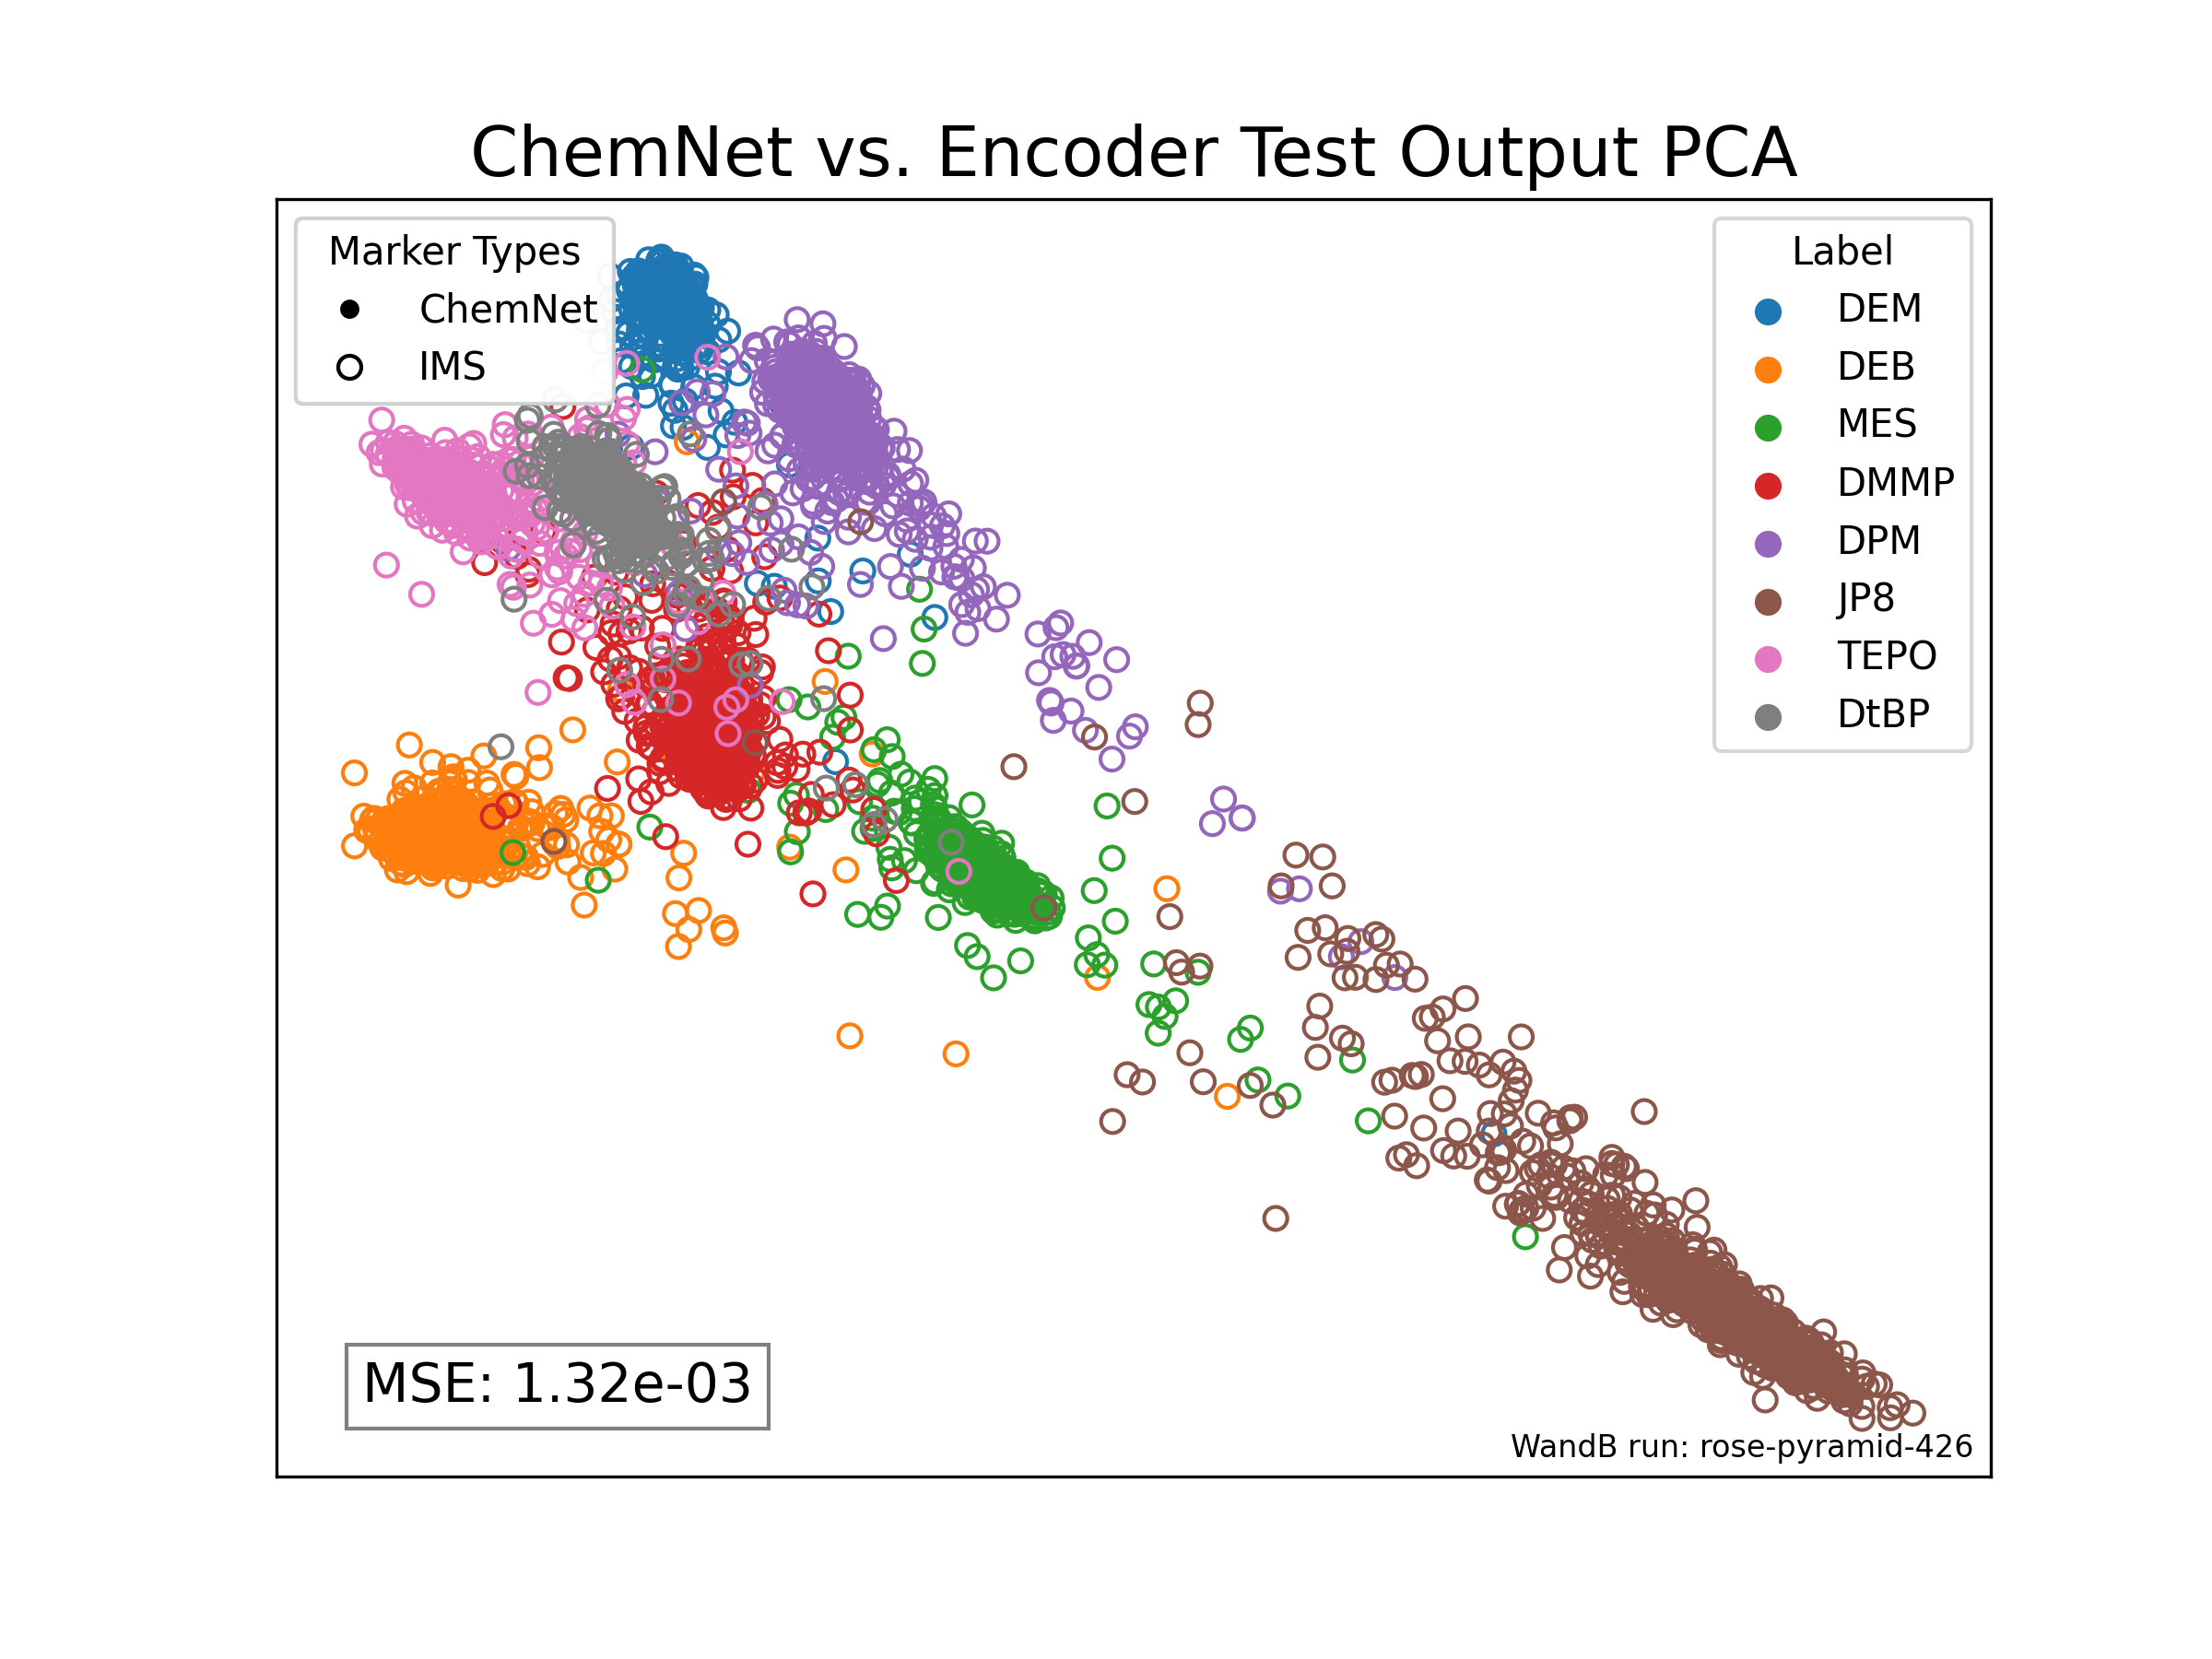 ChemNet vs. Encoder Test Output PCA
Marker Types
ChemNet
IMS
Label
DEM
DEB
MES
DMMP
DPM
JP8
TEPO
DtBP
MSE: 1.32e-03
WandB run: rose-pyramid-426